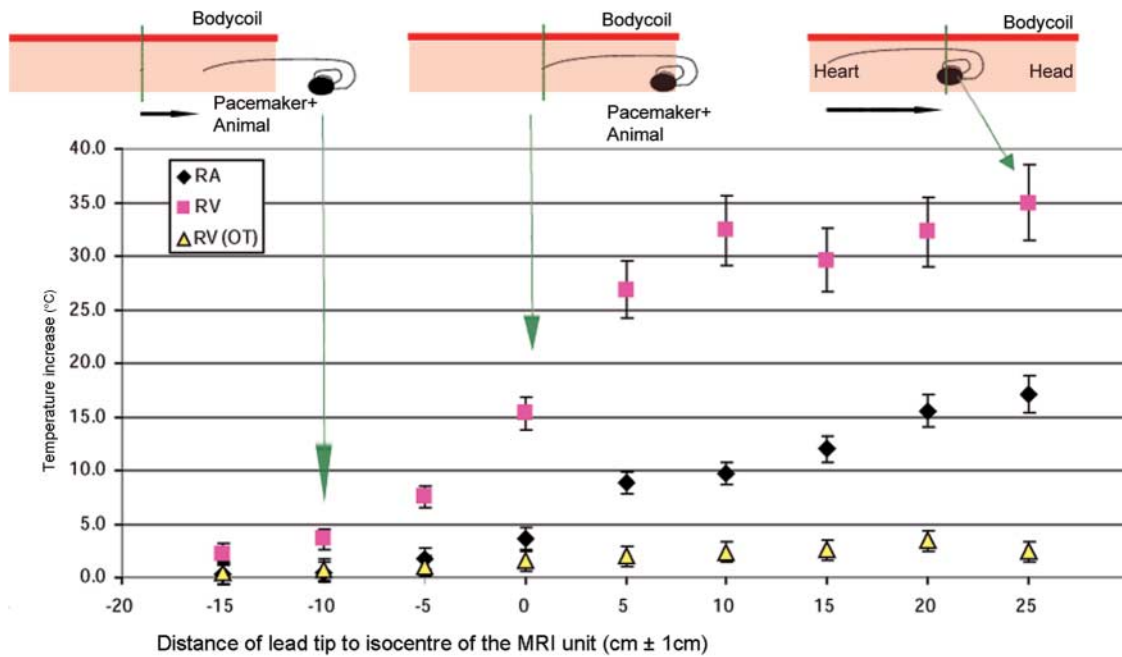 Bodycoil
Bodycoil
Bodycoil
Heart
Head
Pacemaker+
Animal
Pacemaker+
Animal
40.0
35.0
30.0
25.0
20.0
15.0
10.0
5.0
0.0
RA
RV
RV (OT)
Temperature increase (°C)
-20
-15
-10
-5
0
5
10
15
20
25
Distance of lead tip to isocentre of the MRI unit (cm ± 1cm)